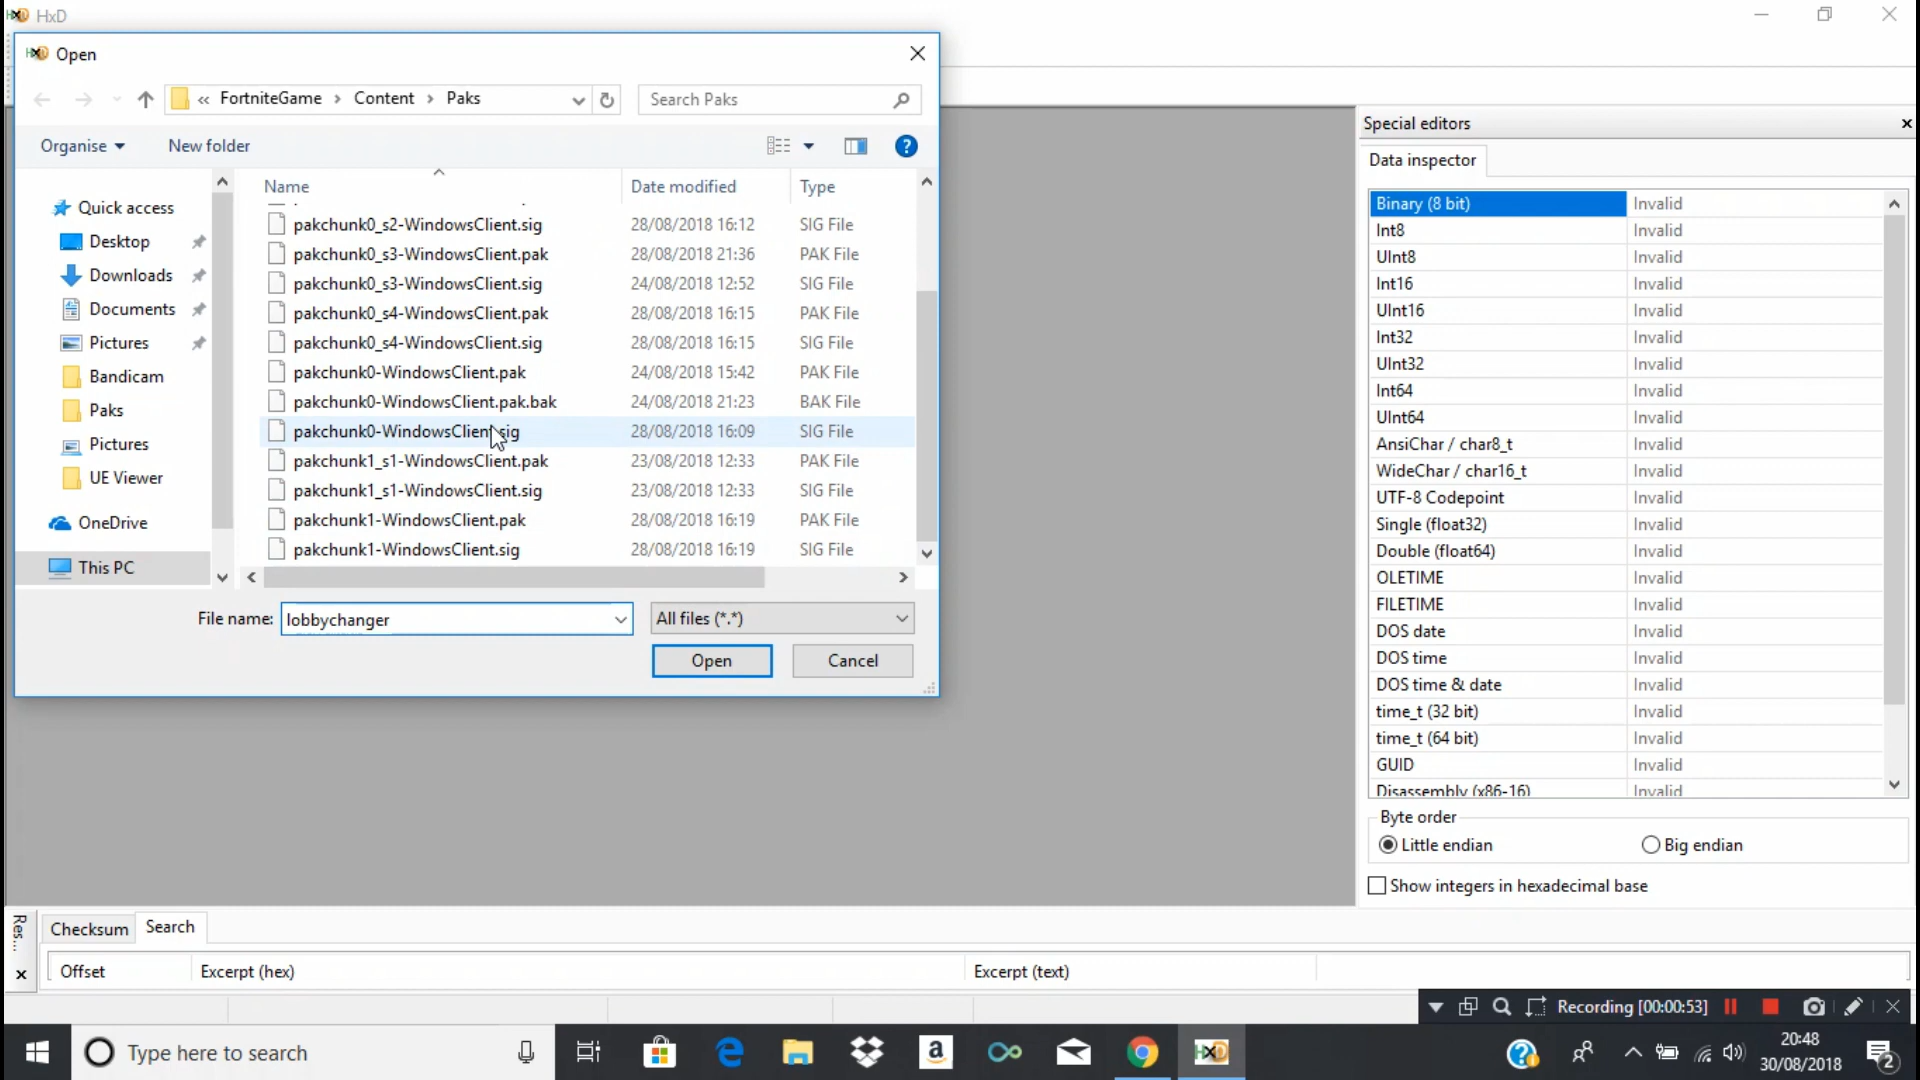 HxD
Open
« FortniteGame › Content › Paks
Search Paks
Organise
New folder
Name
Date modified
Type
Quick access
Desktop
Downloads
Documents
Pictures
Bandicam
Paks
Pictures
UE Viewer
OneDrive
This PC
pakchunk0_s2-WindowsClient.sig 28/08/2018 16:12 SIG File
pakchunk0_s3-WindowsClient.pak 28/08/2018 21:36 PAK File
pakchunk0_s3-WindowsClient.sig 24/08/2018 12:52 SIG File
pakchunk0_s4-WindowsClient.pak 28/08/2018 16:15 PAK File
pakchunk0_s4-WindowsClient.sig 28/08/2018 16:15 SIG File
pakchunk0-WindowsClient.pak 24/08/2018 15:42 PAK File
pakchunk0-WindowsClient.pak.bak 24/08/2018 21:23 BAK File
pakchunk0-WindowsClient.sig 28/08/2018 16:09 SIG File
pakchunk1_s1-WindowsClient.pak 23/08/2018 12:33 PAK File
pakchunk1_s1-WindowsClient.sig 23/08/2018 12:33 SIG File
pakchunk1-WindowsClient.pak 28/08/2018 16:19 PAK File
pakchunk1-WindowsClient.sig 28/08/2018 16:19 SIG File
File name: lobbychanger
All files (*.*)
Open
Cancel
Special editors
Data inspector
Binary (8 bit) Invalid
Int8 Invalid
UInt8 Invalid
Int16 Invalid
UInt16 Invalid
Int32 Invalid
UInt32 Invalid
Int64 Invalid
UInt64 Invalid
AnsiChar / char8_t Invalid
WideChar / char16_t Invalid
UTF-8 Codepoint Invalid
Single (float32) Invalid
Double (float64) Invalid
OLETIME Invalid
FILETIME Invalid
DOS date Invalid
DOS time Invalid
DOS time & date Invalid
time_t (32 bit) Invalid
time_t (64 bit) Invalid
GUID Invalid
Disassembly (x86-16) Invalid
Byte order
Little endian
Big endian
Show integers in hexadecimal base
Res...
Checksum
Search
Offset
Excerpt (hex)
Excerpt (text)
Recording [00:00:53]
Type here to search
20:48
30/08/2018
2